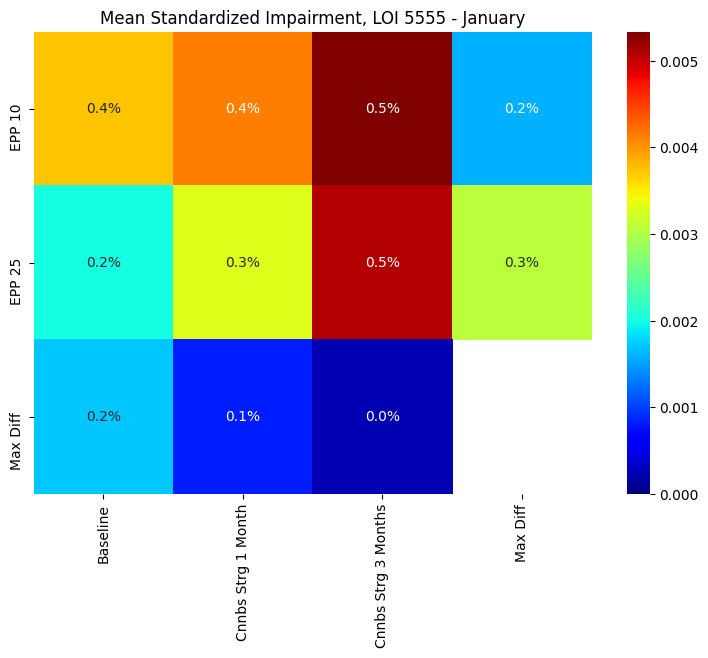 Mean Standardized Impairment, LOI 5555 - January
EPP 10
0.4%
0.4%
0.5%
0.2%
EPP 25
0.2%
0.3%
0.5%
0.3%
Max Diff
0.2%
0.1%
0.0%
Baseline
Cnnbs Strg 1 Month
Cnnbs Strg 3 Months
Max Diff
0.005
0.004
0.003
0.002
0.001
0.000